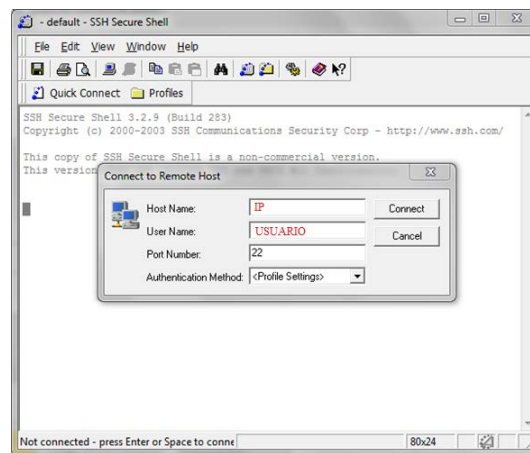 - default - SSH Secure Shell
File Edit View Window Help
Quick Connect Profiles
SSH Secure Shell 3.2.9 (Build 283)
Copyright (c) 2000-2003 SSH Communications Security Corp - http://www.ssh.com/
This copy of SSH Secure Shell is a non-commercial version.
This version
Connect to Remote Host
Host Name: IP Connect
User Name: USUARIO Cancel
Port Number: 22
Authentication Method: <Profile Settings>
Not connected - press Enter or Space to conne 80x24